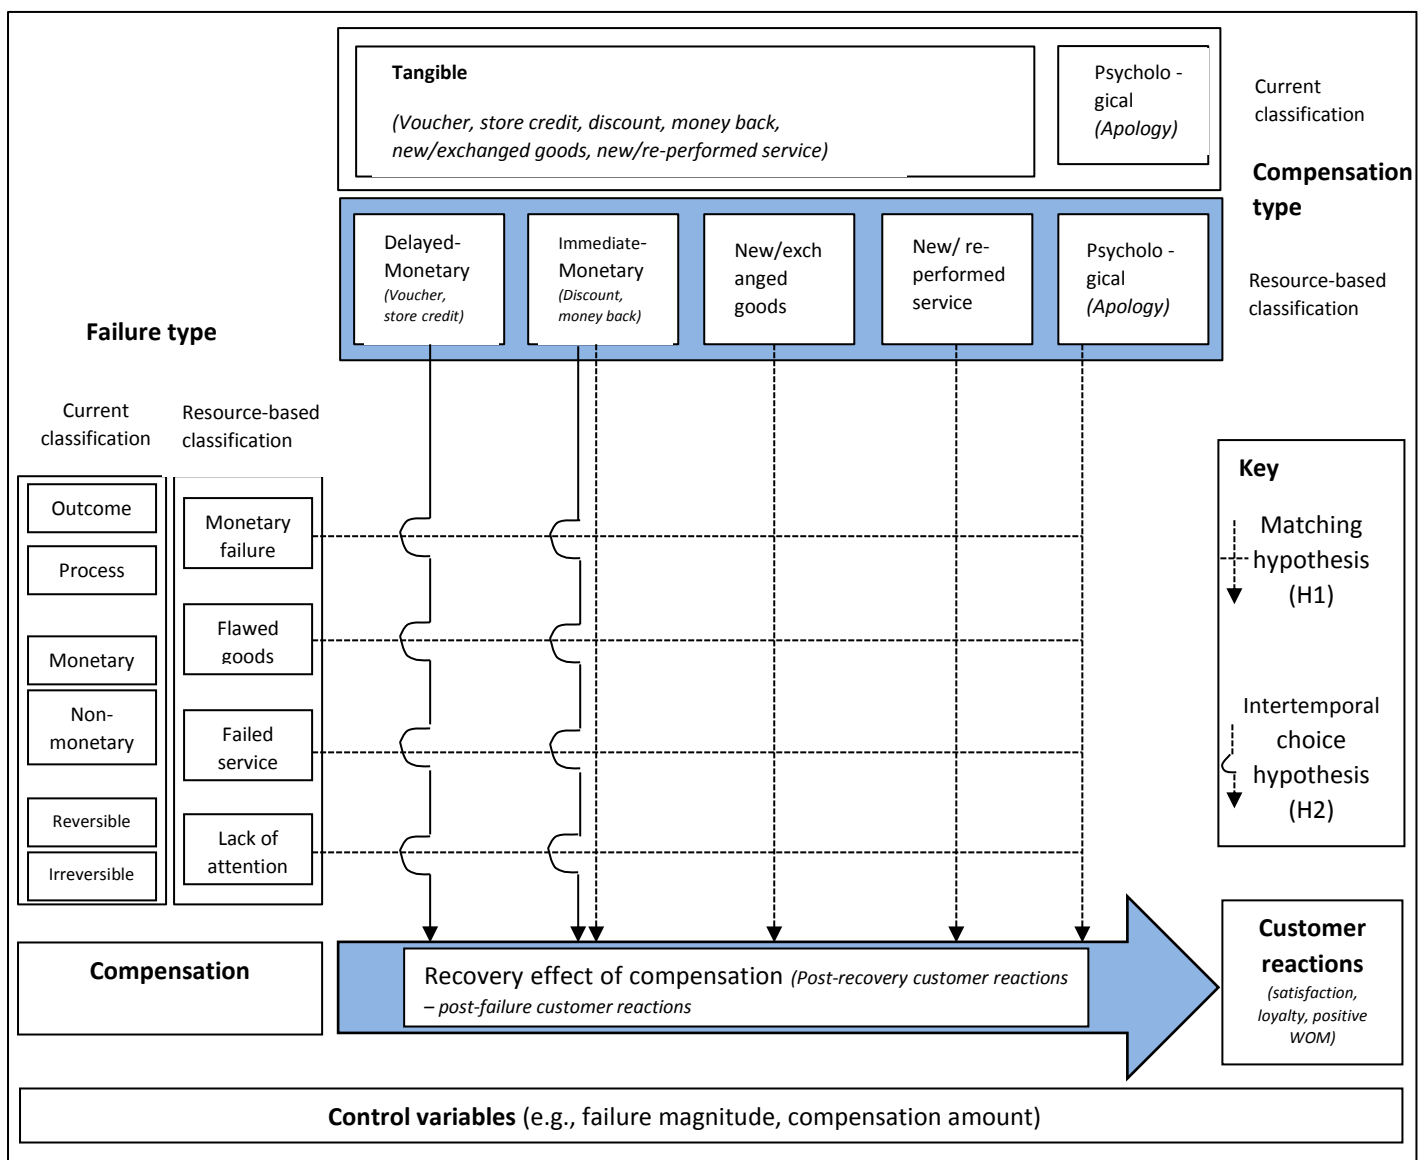 Tangible
(Voucher, store credit, discount, money back,
new/exchanged goods, new/re-performed service)
Psycholo -
gical
(Apology)
Current
classification
Compensation
type
Delayed-
Monetary
(Voucher,
store credit)
Immediate-
Monetary
(Discount,
money back)
New/exch
anged
goods
New/ re-
performed
service
Psycholo -
gical
(Apology)
Resource-based
classification
Failure type
Current
classification
Resource-based
classification
Outcome
Process
Monetary
Non-
monetary
Reversible
Irreversible
Monetary
failure
Flawed
goods
Failed
service
Lack of
attention
Key
Matching
hypothesis
(H1)
Intertemporal
choice
hypothesis
(H2)
Compensation
Recovery effect of compensation (Post-recovery customer reactions
– post-failure customer reactions
Customer
reactions
(satisfaction,
loyalty, positive
WOM)
Control variables (e.g., failure magnitude, compensation amount)